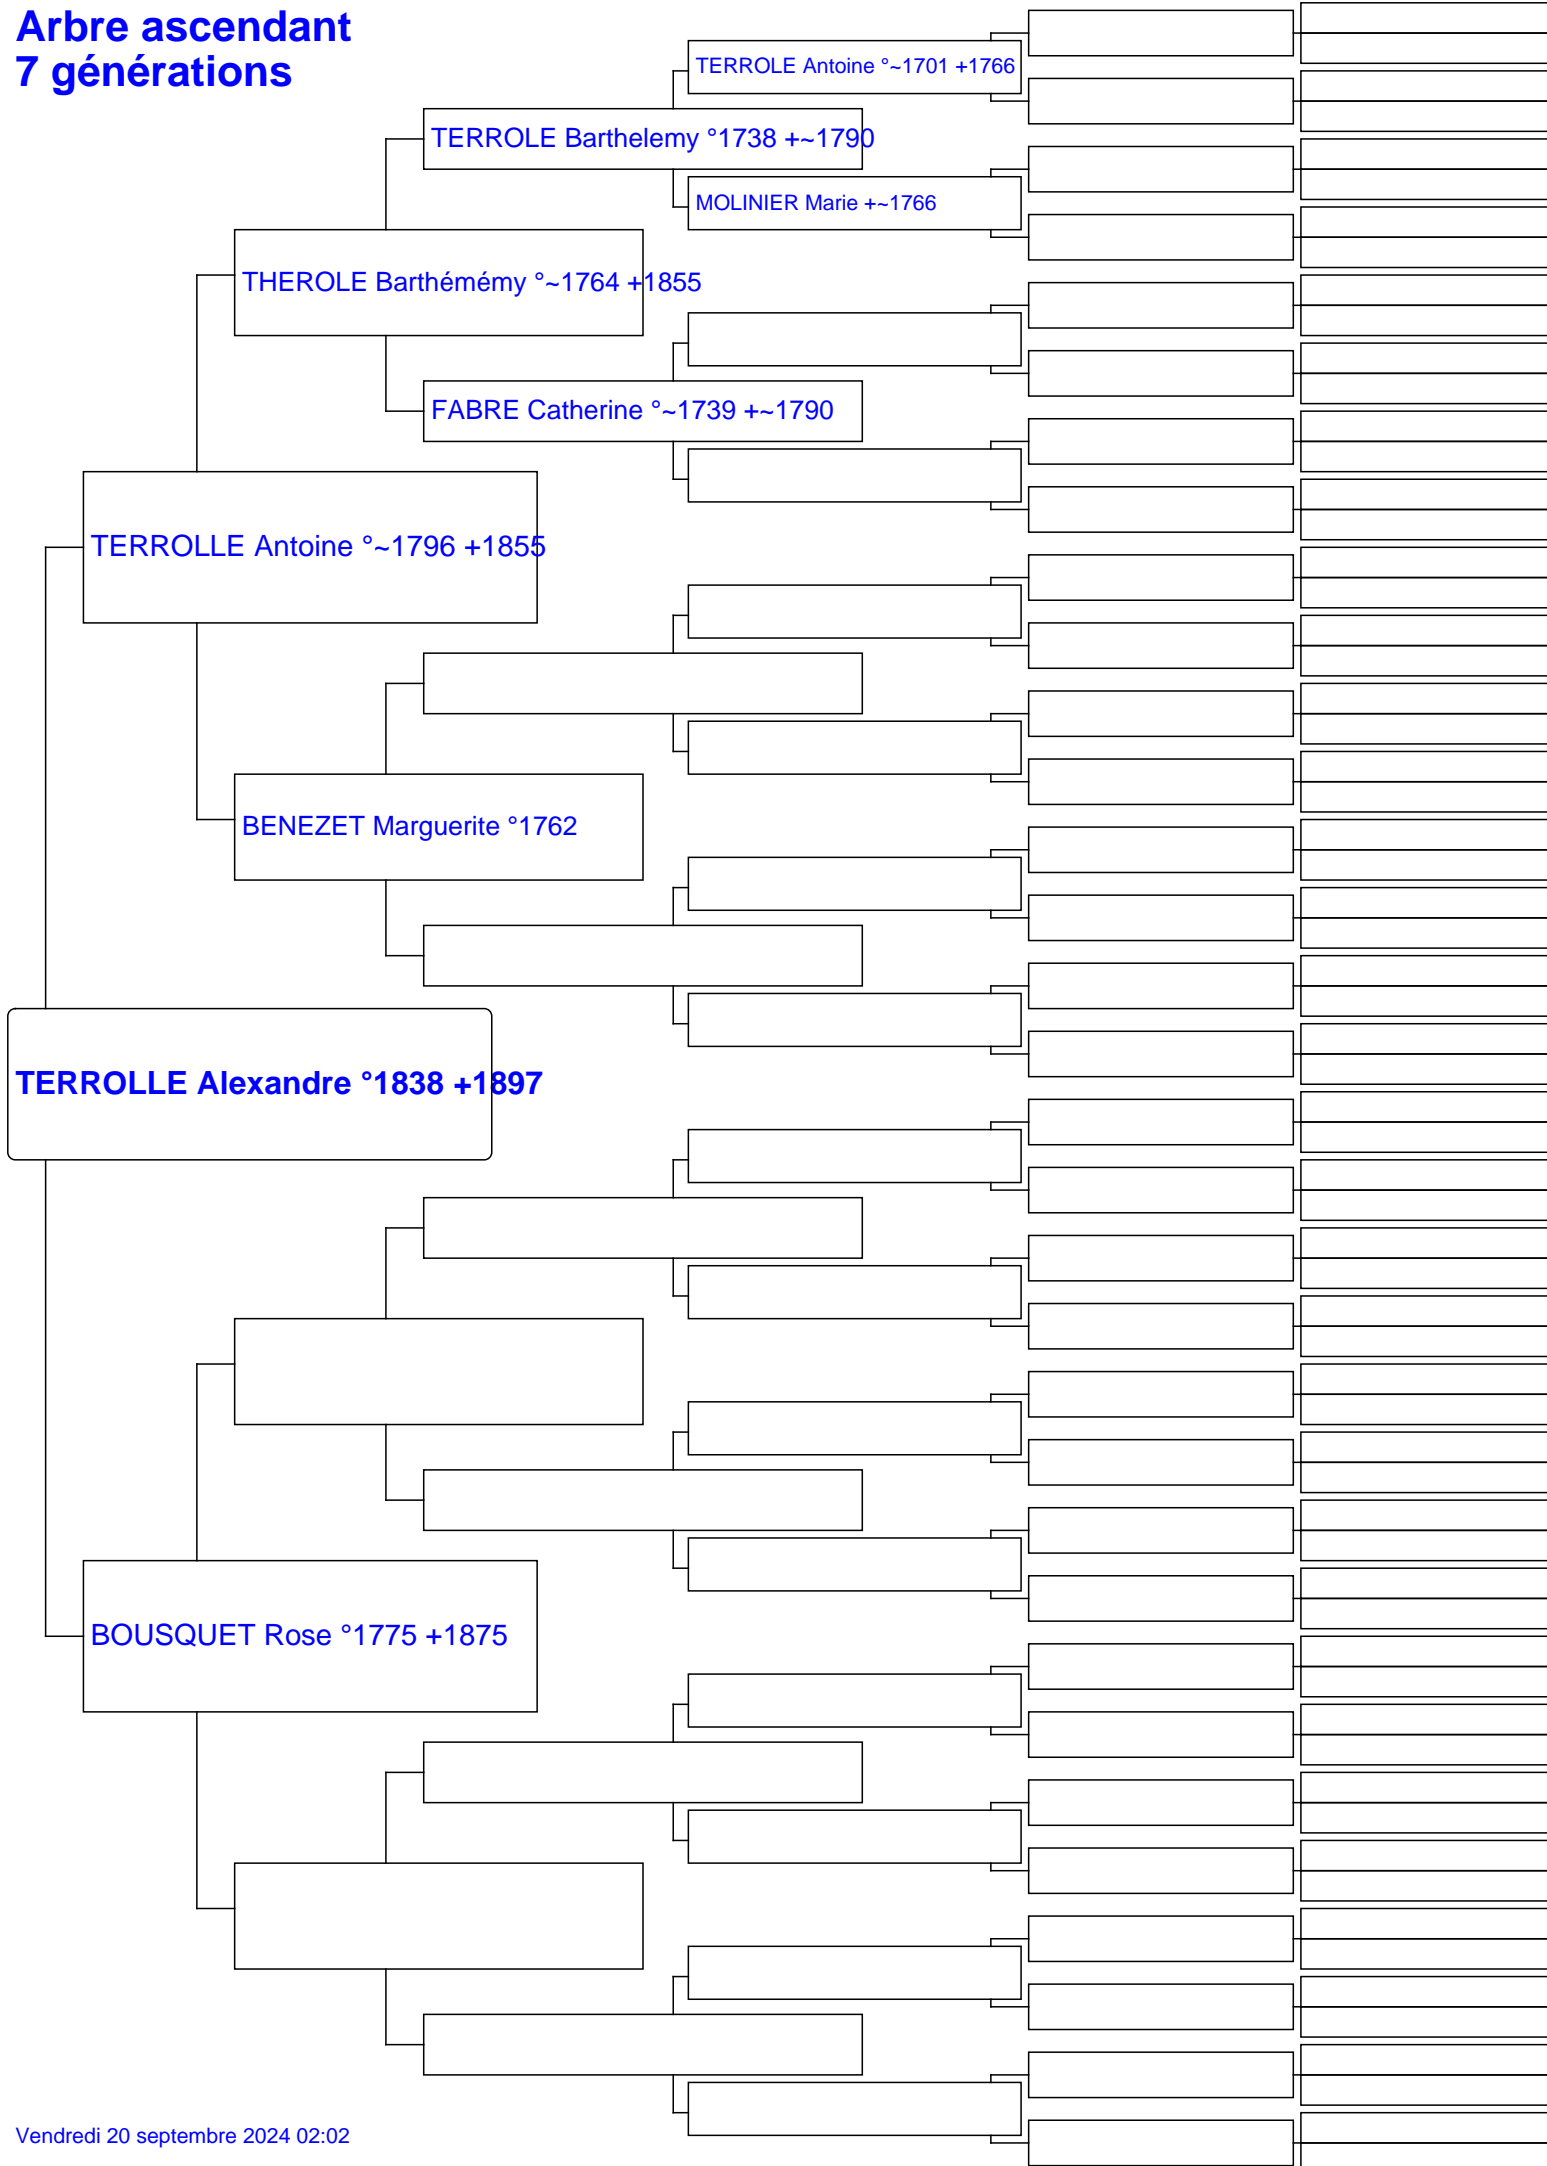 Arbre ascendant
7 générations
TERROLE Antoine °~1701 +1766
TERROLE Barthelemy °1738 +~1790
MOLINIER Marie +~1766
THEROLE Barthémémy °~1764 +1855
FABRE Catherine °~1739 +~1790
TERROLLE Antoine °~1796 +1855
BENEZET Marguerite °1762
TERROLLE Alexandre °1838 +1897
BOUSQUET Rose °1775 +1875
Vendredi 20 septembre 2024 02:02